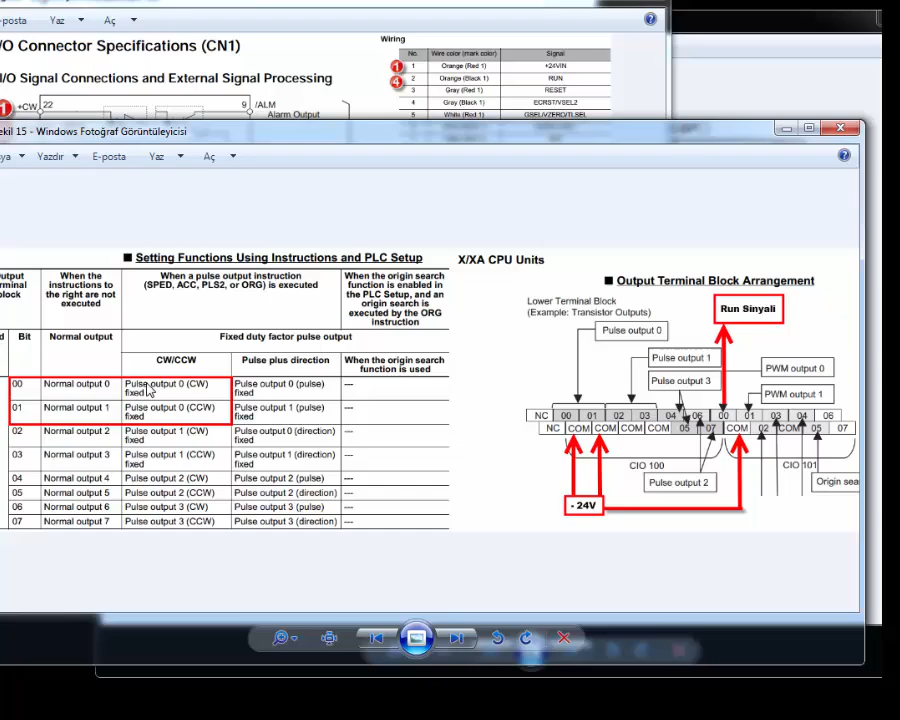 -posta Yaz Aç
/O Connector Specifications (CN1)
/O Signal Connections and External Signal Processing
+CW 22 9 /ALM
Alarm Output
Wiring
No. Wire color (mark color) Signal
1 1 Orange (Red 1) +24VIN
4 2 Orange (Black 1) RUN
3 Gray (Red 1) RESET
4 Gray (Black 1) ECRST/VSEL2
5 White (Red 1) GSEL/VZERO/TLSEL
ekil 15 - Windows Fotoğraf Görüntüleyicisi
ya Yazdır E-posta Yaz Aç
■ Setting Functions Using Instructions and PLC Setup
When the instructions to the right are not executed
When a pulse output instruction (SPED, ACC, PLS2, or ORG) is executed
When the origin search function is enabled in the PLC Setup, and an origin search is executed by the ORG instruction
Bit Normal output Fixed duty factor pulse output
CW/CCW Pulse plus direction When the origin search function is used
00 Normal output 0 Pulse output 0 (CW) fixed Pulse output 0 (pulse) fixed ---
01 Normal output 1 Pulse output 0 (CCW) fixed Pulse output 1 (pulse) fixed ---
02 Normal output 2 Pulse output 1 (CW) fixed Pulse output 0 (direction) fixed ---
03 Normal output 3 Pulse output 1 (CCW) fixed Pulse output 1 (direction) fixed ---
04 Normal output 4 Pulse output 2 (CW) Pulse output 2 (pulse) ---
05 Normal output 5 Pulse output 2 (CCW) Pulse output 2 (direction) ---
06 Normal output 6 Pulse output 3 (CW) Pulse output 3 (pulse) ---
07 Normal output 7 Pulse output 3 (CCW) Pulse output 3 (direction) ---
X/XA CPU Units
■ Output Terminal Block Arrangement
Lower Terminal Block
(Example: Transistor Outputs)
Run Sinyali
Pulse output 0
Pulse output 1
Pulse output 3
PWM output 0
PWM output 1
NC 00 01 02 03 04 06 00 01 03 04 06
NC COM COM COM COM 05 07 COM 02 COM 05 07
CIO 100 CIO 101
Pulse output 2
Origin sea
- 24V